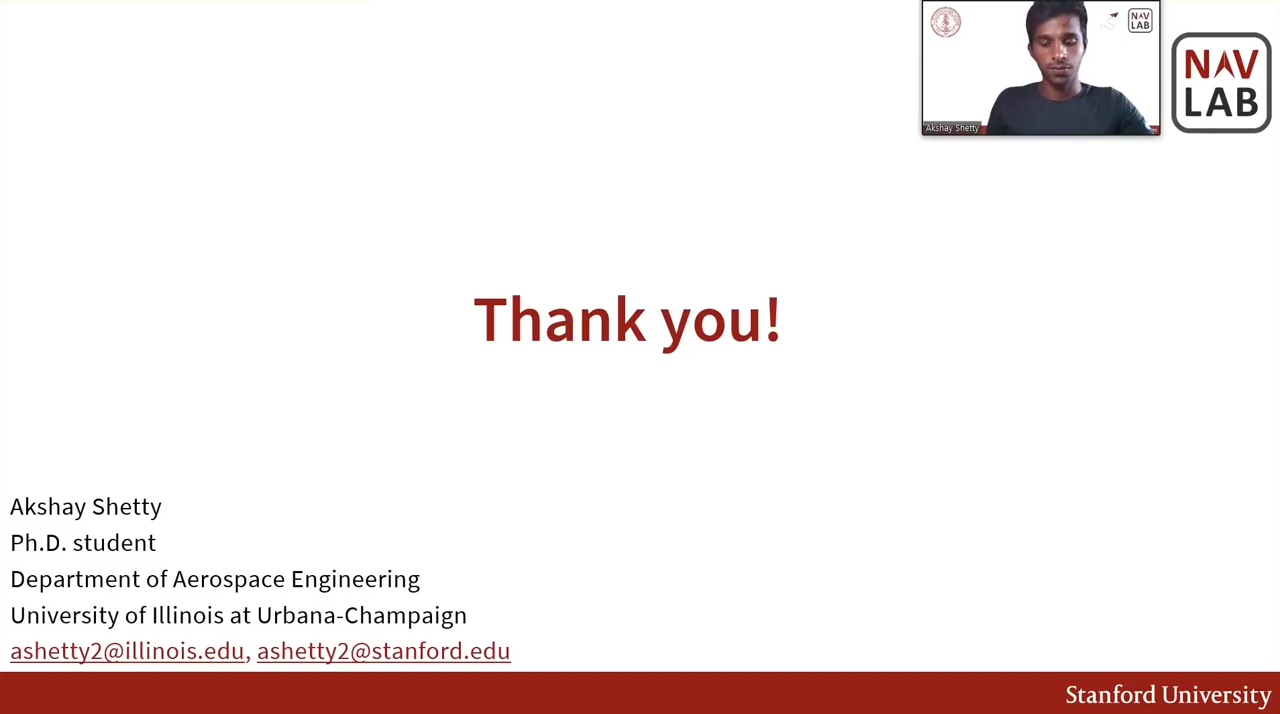 Akshay Shetty
NAV
LAB
NAV
LAB
Thank you!
Akshay Shetty
Ph.D. student
Department of Aerospace Engineering
University of Illinois at Urbana-Champaign
ashetty2@illinois.edu, ashetty2@stanford.edu
Stanford University